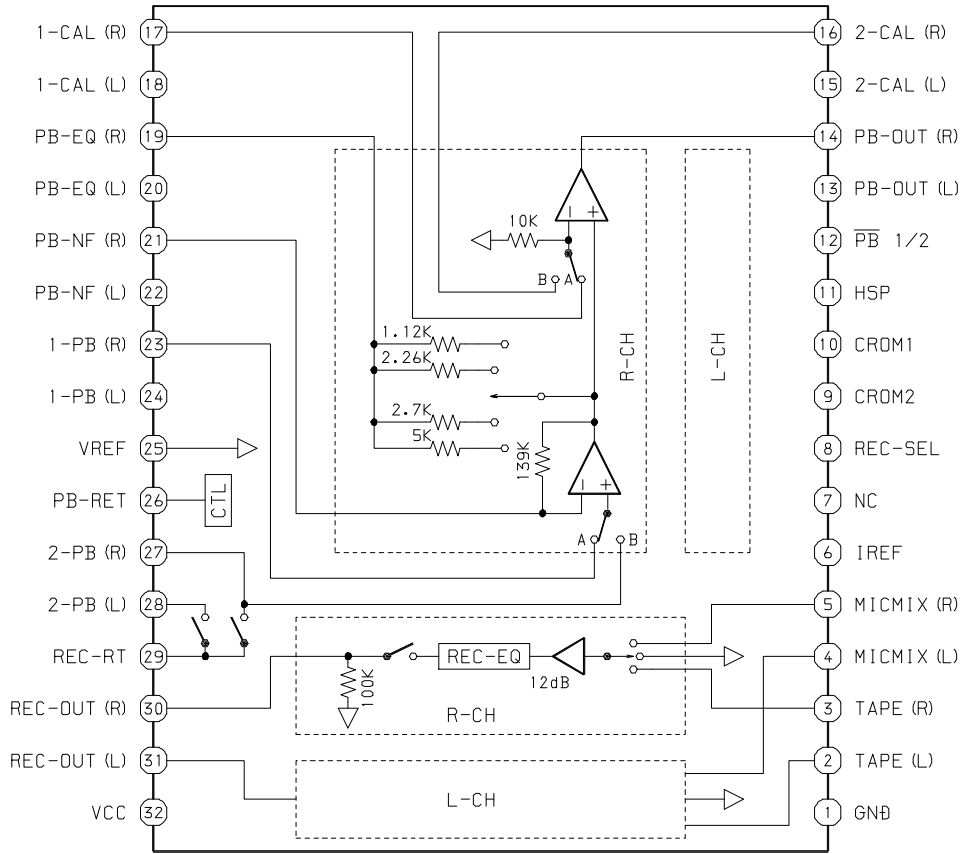 1-CAL (R) 17
16 2-CAL (R)
1-CAL (L) 18
15 2-CAL (L)
PB-EQ (R) 19
14 PB-OUT (R)
PB-EQ (L) 20
13 PB-OUT (L)
PB-NF (R) 21
12 PB 1/2
PB-NF (L) 22
11 HSP
1-PB (R) 23
10 CROM1
1-PB (L) 24
9 CROM2
VREF 25
8 REC-SEL
PB-RET 26
7 NC
2-PB (R) 27
6 IREF
2-PB (L) 28
5 MICMIX (R)
REC-RT 29
4 MICMIX (L)
REC-OUT (R) 30
3 TAPE (R)
REC-OUT (L) 31
2 TAPE (L)
VCC 32
1 GND
10K
- +
B A
1.12K
2.26K
2.7K
5K
139K
- +
A B
R-CH
L-CH
CTL
REC-EQ
12dB
100K
R-CH
L-CH